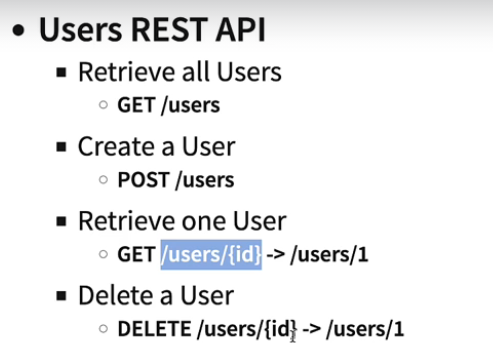 • Users REST API
▪ Retrieve all Users
○ GET /users
▪ Create a User
○ POST /users
▪ Retrieve one User
○ GET /users/{id} -> /users/1
▪ Delete a User
○ DELETE /users/{id} -> /users/1